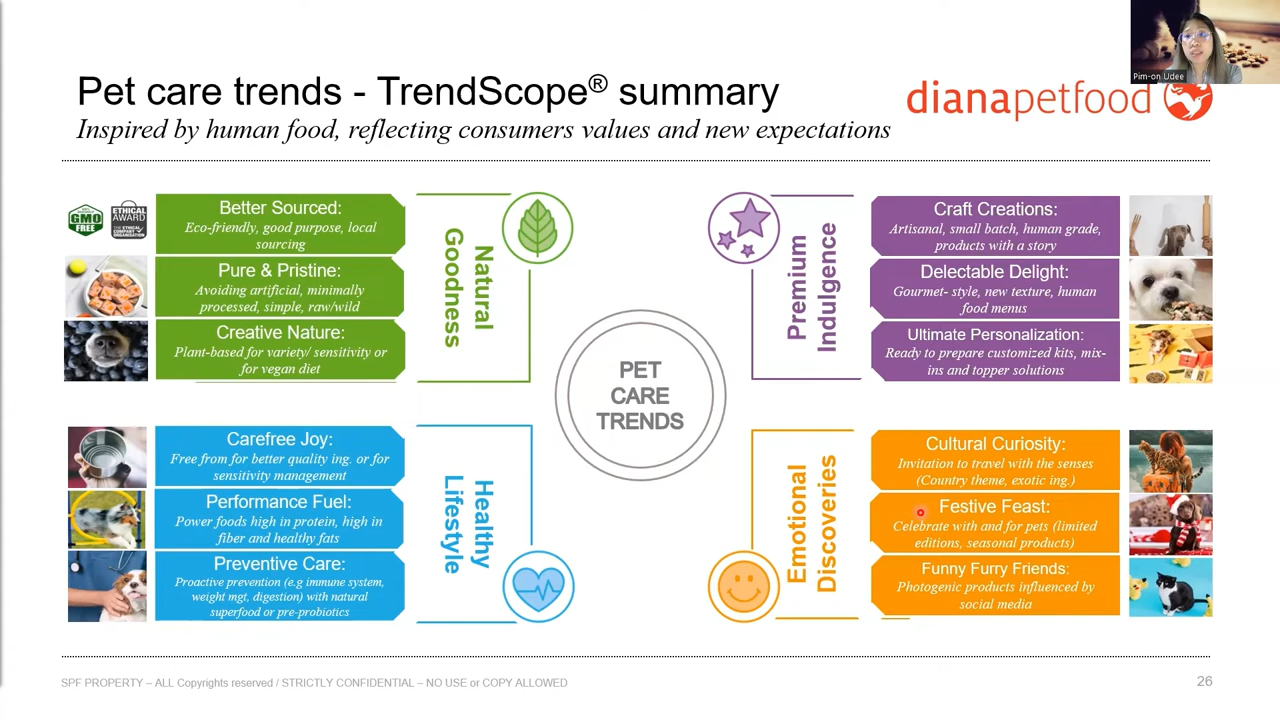 Pim-on Udee
Pet care trends - TrendScope® summary
dianapetfood
Inspired by human food, reflecting consumers values and new expectations
GMO
FREE
ETHICAL
AWARD
Better Sourced:
Eco-friendly, good purpose, local
sourcing
Pure & Pristine:
Avoiding artificial, minimally
processed, simple, raw/wild
Creative Nature:
Plant-based for variety/ sensitivity or
for vegan diet
Natural
Goodness
Premium
Indulgence
Craft Creations:
Artisanal, small batch, human grade,
products with a story
Delectable Delight:
Gourmet- style, new texture, human
food menus
Ultimate Personalization:
Ready to prepare customized kits, mix-
ins and topper solutions
PET
CARE
TRENDS
Carefree Joy:
Free from for better quality ing. or for
sensitivity management
Performance Fuel:
Power foods high in protein, high in
fiber and healthy fats
Preventive Care:
Proactive prevention (e.g immune system,
weight mgt, digestion) with natural
superfood or pre-probiotics
Healthy
Lifestyle
Emotional
Discoveries
Cultural Curiosity:
Invitation to travel with the senses
(Country theme, exotic ing.)
Festive Feast:
Celebrate with and for pets (limited
editions, seasonal products)
Funny Furry Friends:
Photogenic products influenced by
social media
SPF PROPERTY – ALL Copyrights reserved / STRICTLY CONFIDENTIAL – NO USE or COPY ALLOWED
26